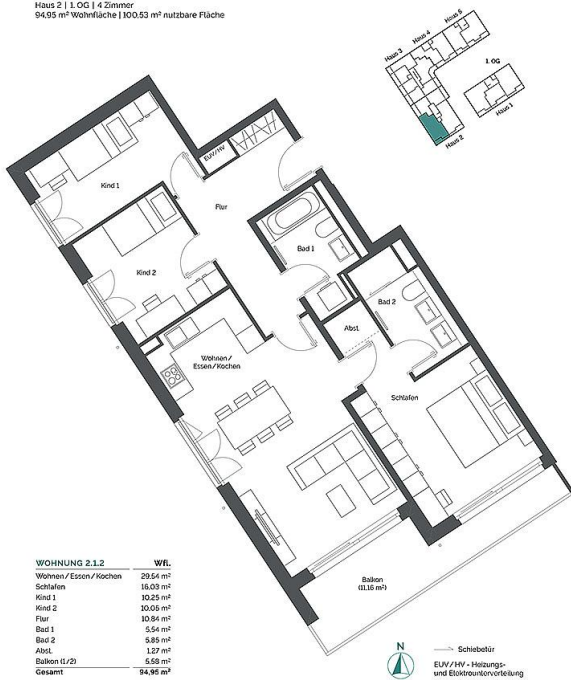 Haus 2 | 1. OG | 4 Zimmer
94,95 m² Wohnfläche | 100,53 m² nutzbare Fläche
Haus 5
Haus 4
Haus 3
1. OG
Haus 1
Haus 2
EUV/HV
Kind 1
Flur
Bad 1
Kind 2
Bad 2
Abst.
Wohnen/
Essen/Kochen
Schlafen
Balkon
(11,16 m²)
WOHNUNG 2.1.2 Wfl.
Wohnen/Essen/Kochen 29,54 m²
Schlafen 16,03 m²
Kind 1 10,25 m²
Kind 2 10,05 m²
Flur 10,84 m²
Bad 1 5,54 m²
Bad 2 5,85 m²
Abst. 1,27 m²
Balkon (1/2) 5,58 m²
Gesamt 94,95 m²
N
Schiebetür
EUV/HV - Heizungs-
und Elektrounterverteilung